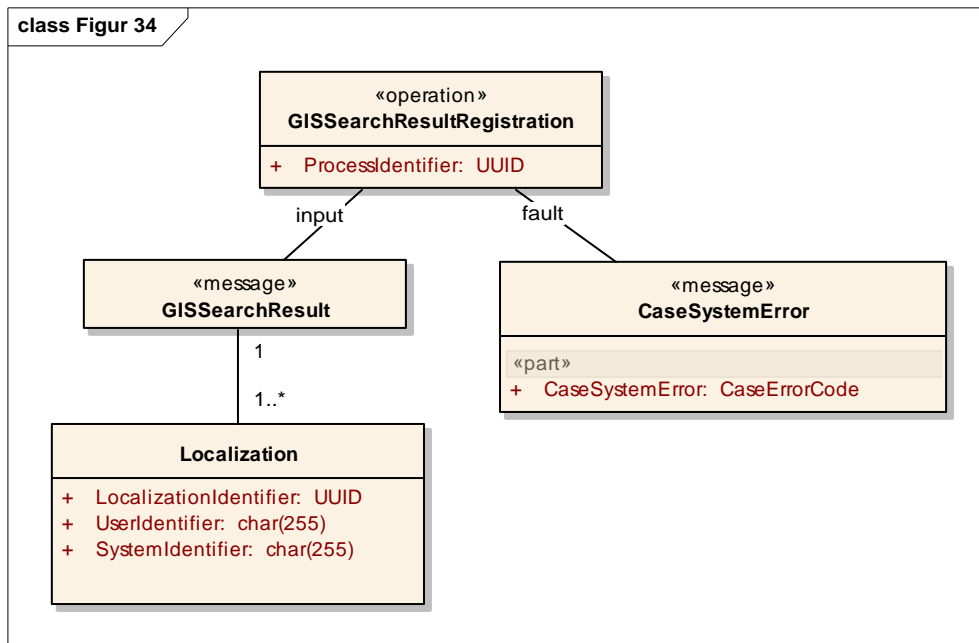 class Figur 34
«operation»
GISSearchResultRegistration
+ ProcessIdentifier: UUID
input
fault
«message»
GISSearchResult
«message»
CaseSystemError
«part»
+ CaseSystemError: CaseErrorCode
1
1..*
Localization
+ LocalizationIdentifier: UUID
+ UserIdentifier: char(255)
+ SystemIdentifier: char(255)